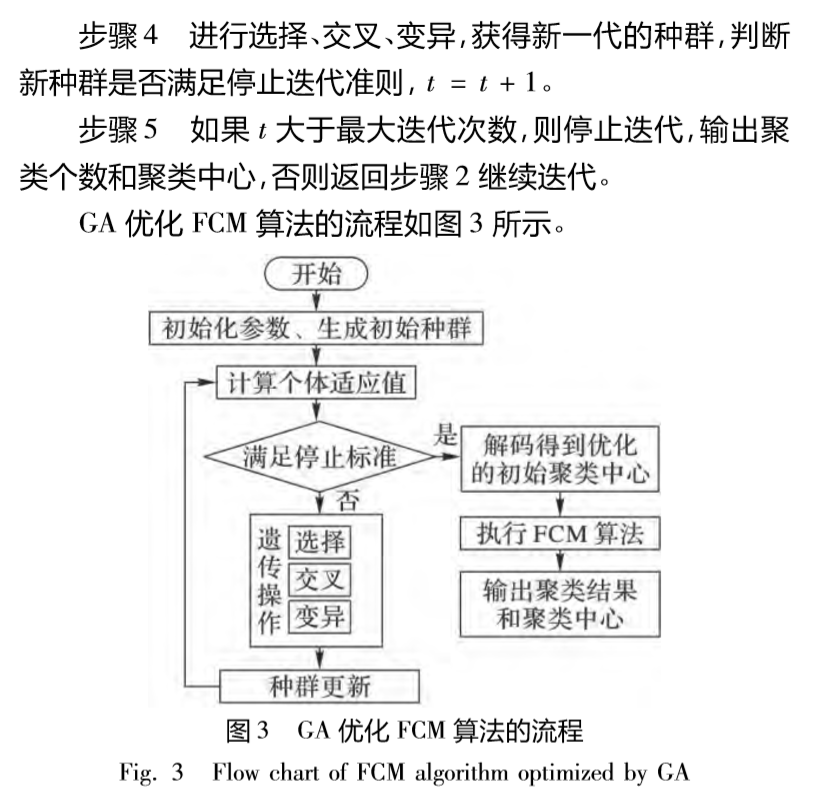 步骤4 进行选择、交叉、变异,获得新一代的种群,判断
新种群是否满足停止迭代准则, t = t + 1。
步骤5 如果 t 大于最大迭代次数,则停止迭代,输出聚
类个数和聚类中心,否则返回步骤2继续迭代。
GA 优化 FCM 算法的流程如图3所示。
开始
初始化参数、生成初始种群
计算个体适应值
满足停止标准
是
解码得到优化
的初始聚类中心
执行FCM算法
输出聚类结果
和聚类中心
否
遗传操作
选择
交叉
变异
种群更新
图3 GA 优化 FCM 算法的流程
Fig. 3 Flow chart of FCM algorithm optimized by GA